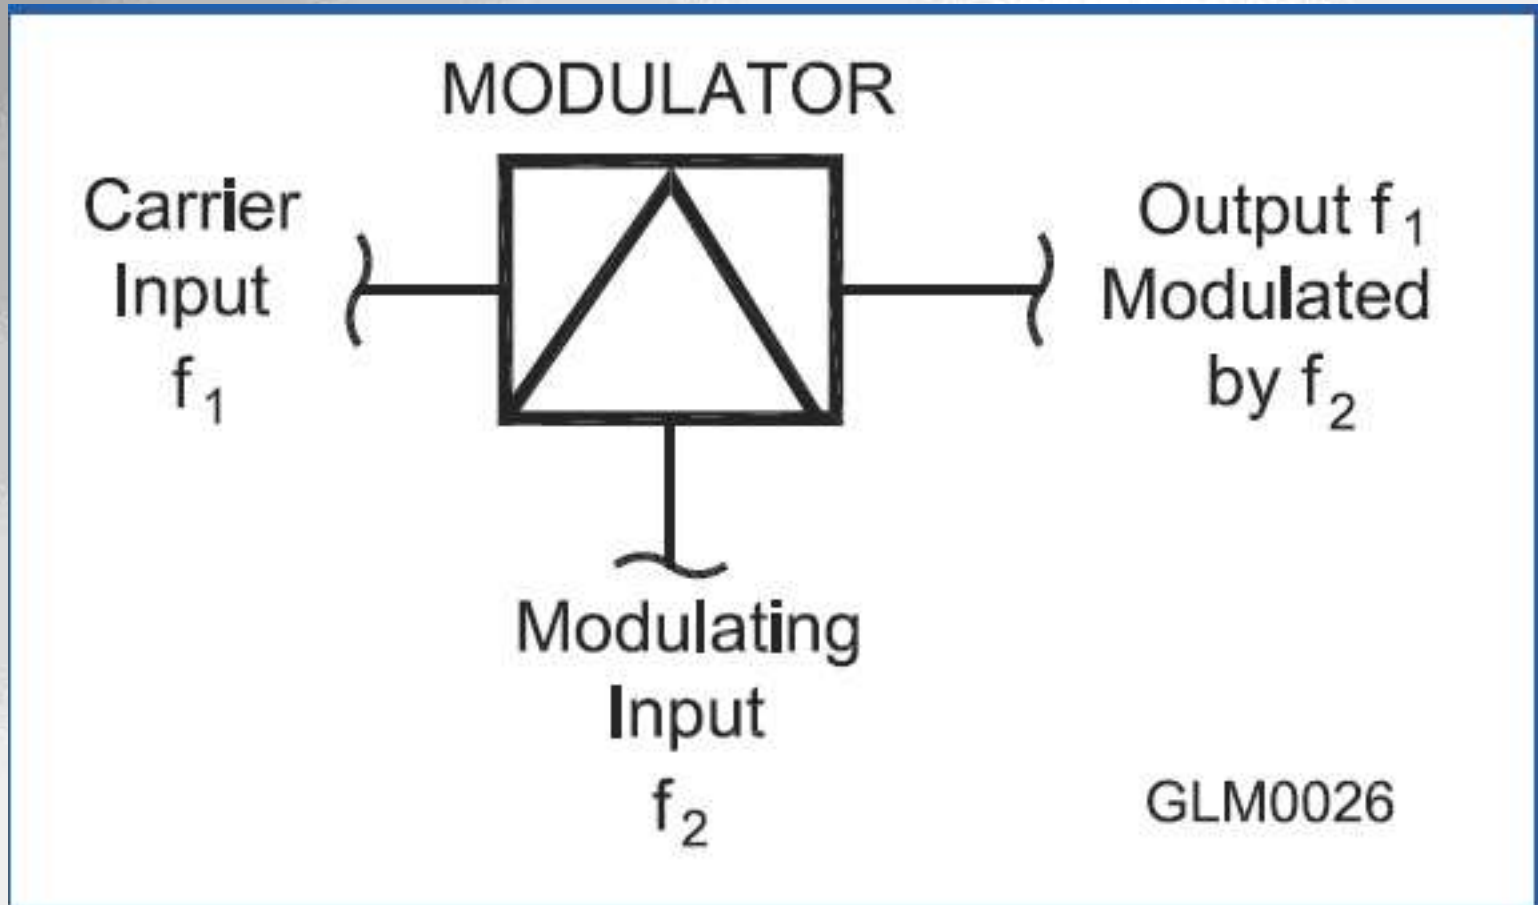 MODULATOR
Carrier
Input
f1
Output f1
Modulated
by f2
Modulating
Input
f2
GLM0026